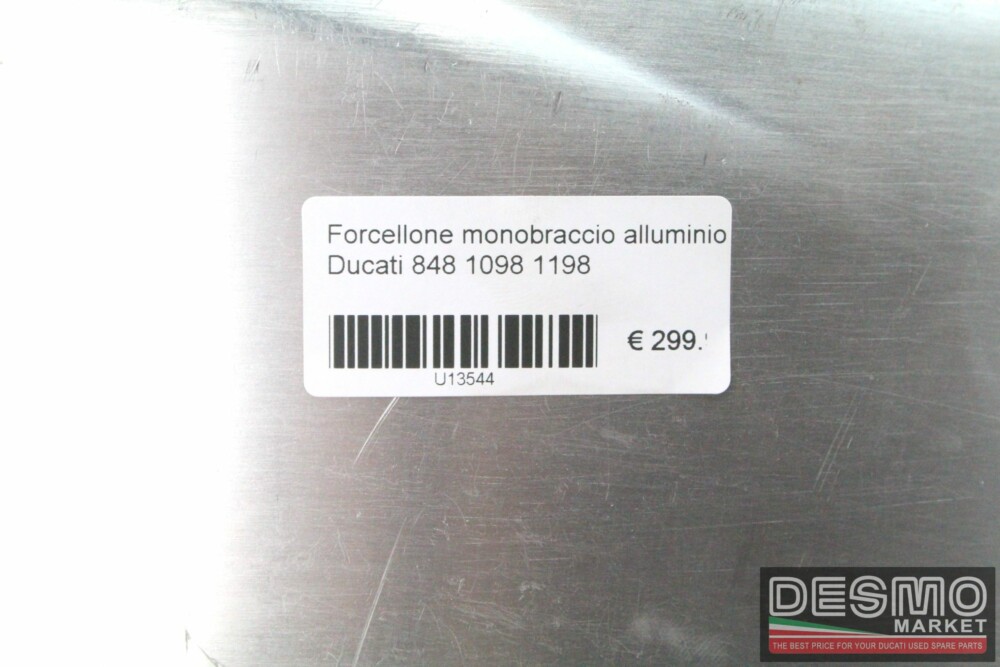 Forcellone monobraccio alluminio
Ducati 848 1098 1198
€ 299.
U13544
DESMO
MARKET
THE BEST PRICE FOR YOUR DUCATI USED SPARE PARTS